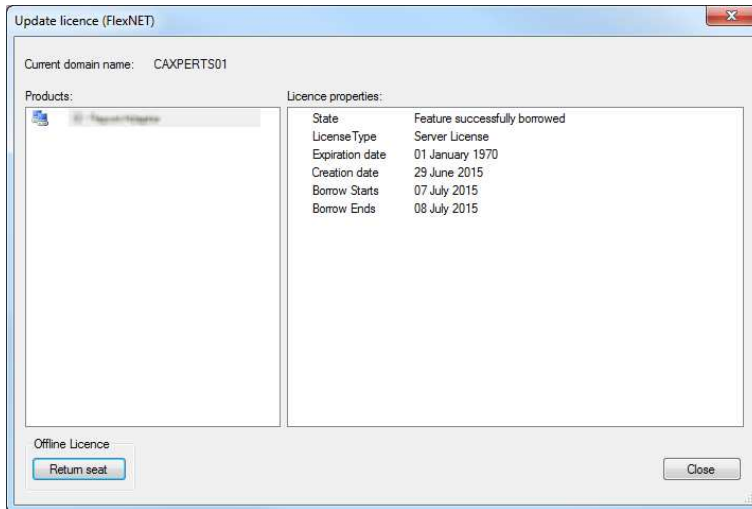 Update licence (FlexNET)
Current domain name: CAXPERTS01
Products:
Licence properties:
State Feature successfully borrowed
LicenseType Server License
Expiration date 01 January 1970
Creation date 29 June 2015
Borrow Starts 07 July 2015
Borrow Ends 08 July 2015
Offline Licence
Return seat
Close